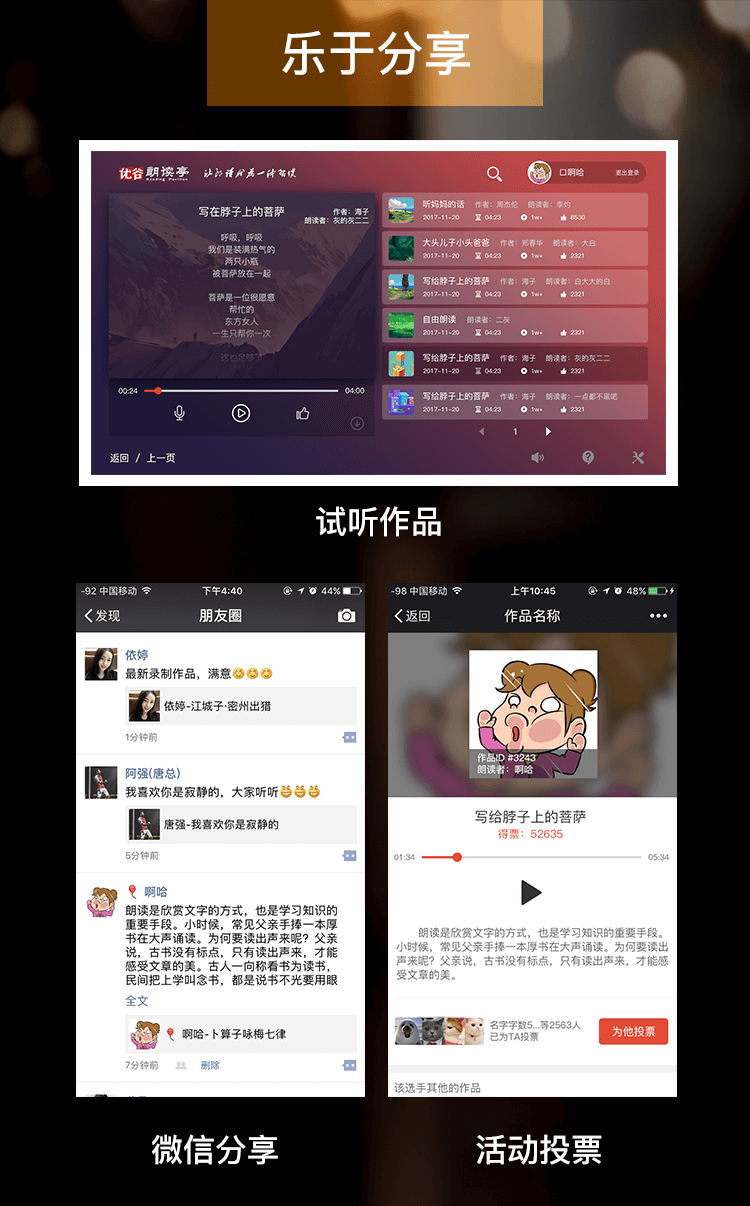 乐于分享
优谷 朗读亭
Reading Pavilion
让朗读成为一种习惯
口啊哈
退出登录
写在脖子上的菩萨
作者:海子
朗读者:灰的灰二二
呼吸,呼吸
我们是装满热气的
两只小瓶
被菩萨放在一起
菩萨是一位很愿意
帮忙的
东方女人
一生只帮你一次
这也足够了
00:24
04:00
返回 / 上一页
听妈妈的话 作者:周杰伦 朗读者:李灼
2017-11-20 04:23 1w+ 8530
大头儿子小头爸爸 作者:郑春华 朗读者:大白
2017-11-20 04:23 1w+ 2321
写给脖子上的菩萨 作者:海子 朗读者:白大大的白
2017-11-20 04:23 1w+ 2321
自由朗读 朗读者:二灰
2017-11-20 04:23 1w+ 2321
写给脖子上的菩萨 作者:海子 朗读者:灰的灰二二
2017-11-20 04:23 1w+ 2321
写给脖子上的菩萨 作者:海子 朗读者:一点都不黑吧
2017-11-20 04:23 1w+ 2321
1
试听作品
-92 中国移动 下午4:40 44%
发现 朋友圈
依婷
最新录制作品,满意
依婷-江城子·密州出猎
1分钟前
阿强(唐总)
我喜欢你是寂静的,大家听听
唐强-我喜欢你是寂静的
5分钟前
啊哈
朗读是欣赏文字的方式,也是学习知识的
重要手段。小时候,常见父亲手捧一本厚
书在大声诵读。为何要读出声来呢?父亲
说,古书没有标点,只有读出声来,才能
感受文章的美。古人一向称看书为读书,
民间把上学叫念书,都是说书不光要用眼
全文
啊哈-卜算子咏梅七律
7分钟前 删除
微信分享
-98 中国移动 上午10:45 48%
返回 作品名称
作品ID #3243
朗读者:啊哈
写给脖子上的菩萨
得票:52635
01:34
05:34
朗读是欣赏文字的方式,也是学习知识的重要手段。
小时候,常见父亲手捧一本厚书在大声诵读。为何要读出
声来呢?父亲说,古书没有标点,只有读出声来,才能感
受文章的美。
名字字数5...等2563人
已为TA投票
为他投票
该选手其他的作品
活动投票